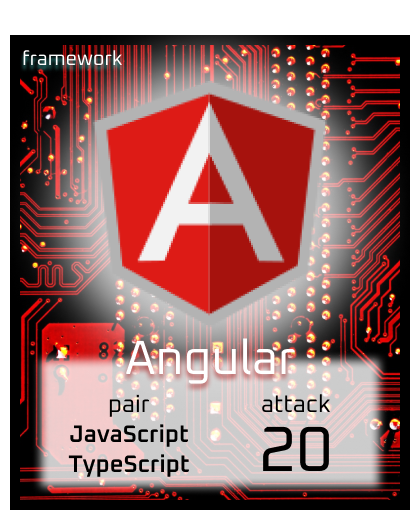 framework
A
Angular
pair
attack
JavaScript
TypeScript
20